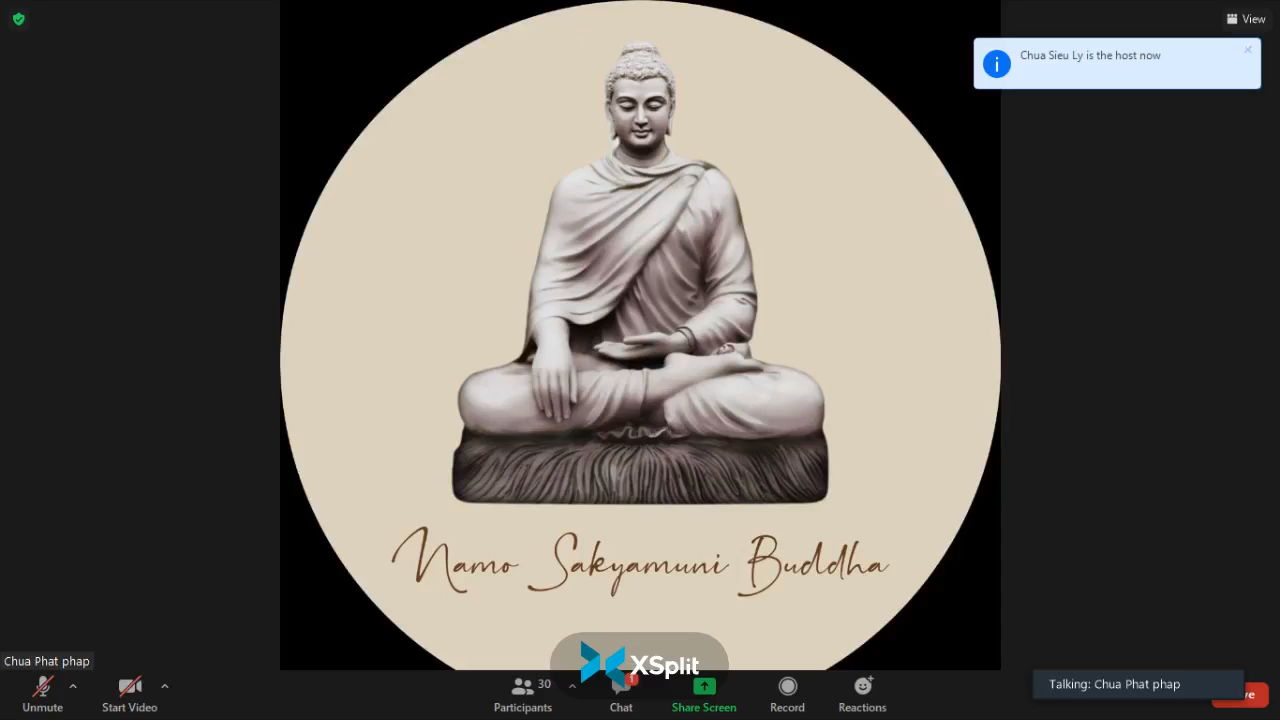 View
Chua Sieu Ly is the host now
Namo Sakyamuni Buddha
XSplit
Chua Phat phap
Talking: Chua Phat phap
30
1
Unmute
Start Video
Participants
Chat
Share Screen
Record
Reactions